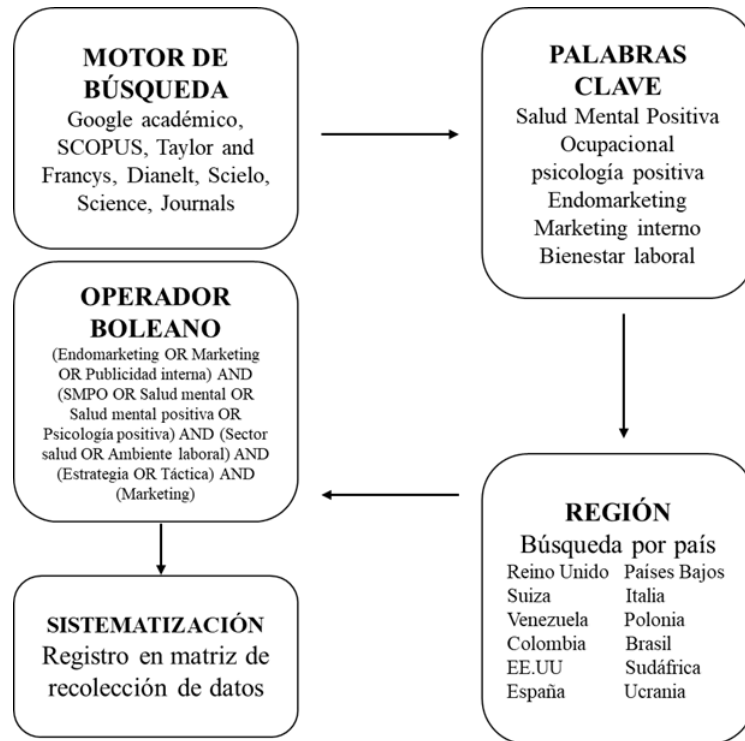 MOTOR DE
BÚSQUEDA
Google académico,
SCOPUS, Taylor and
Francys, Dianelt, Scielo,
Science, Journals
PALABRAS
CLAVE
Salud Mental Positiva
Ocupacional
psicología positiva
Endomarketing
Marketing interno
Bienestar laboral
REGIÓN
Búsqueda por país
Reino Unido Países Bajos
Suiza Italia
Venezuela Polonia
Colombia Brasil
EE.UU Sudáfrica
España Ucrania
OPERADOR
BOLEANO
(Endomarketing OR Marketing
OR Publicidad interna) AND
(SMPO OR Salud mental OR
Salud mental positiva OR
Psicología positiva) AND (Sector
salud OR Ambiente laboral) AND
(Estrategia OR Táctica) AND
(Marketing)
SISTEMATIZACIÓN
Registro en matriz de
recolección de datos